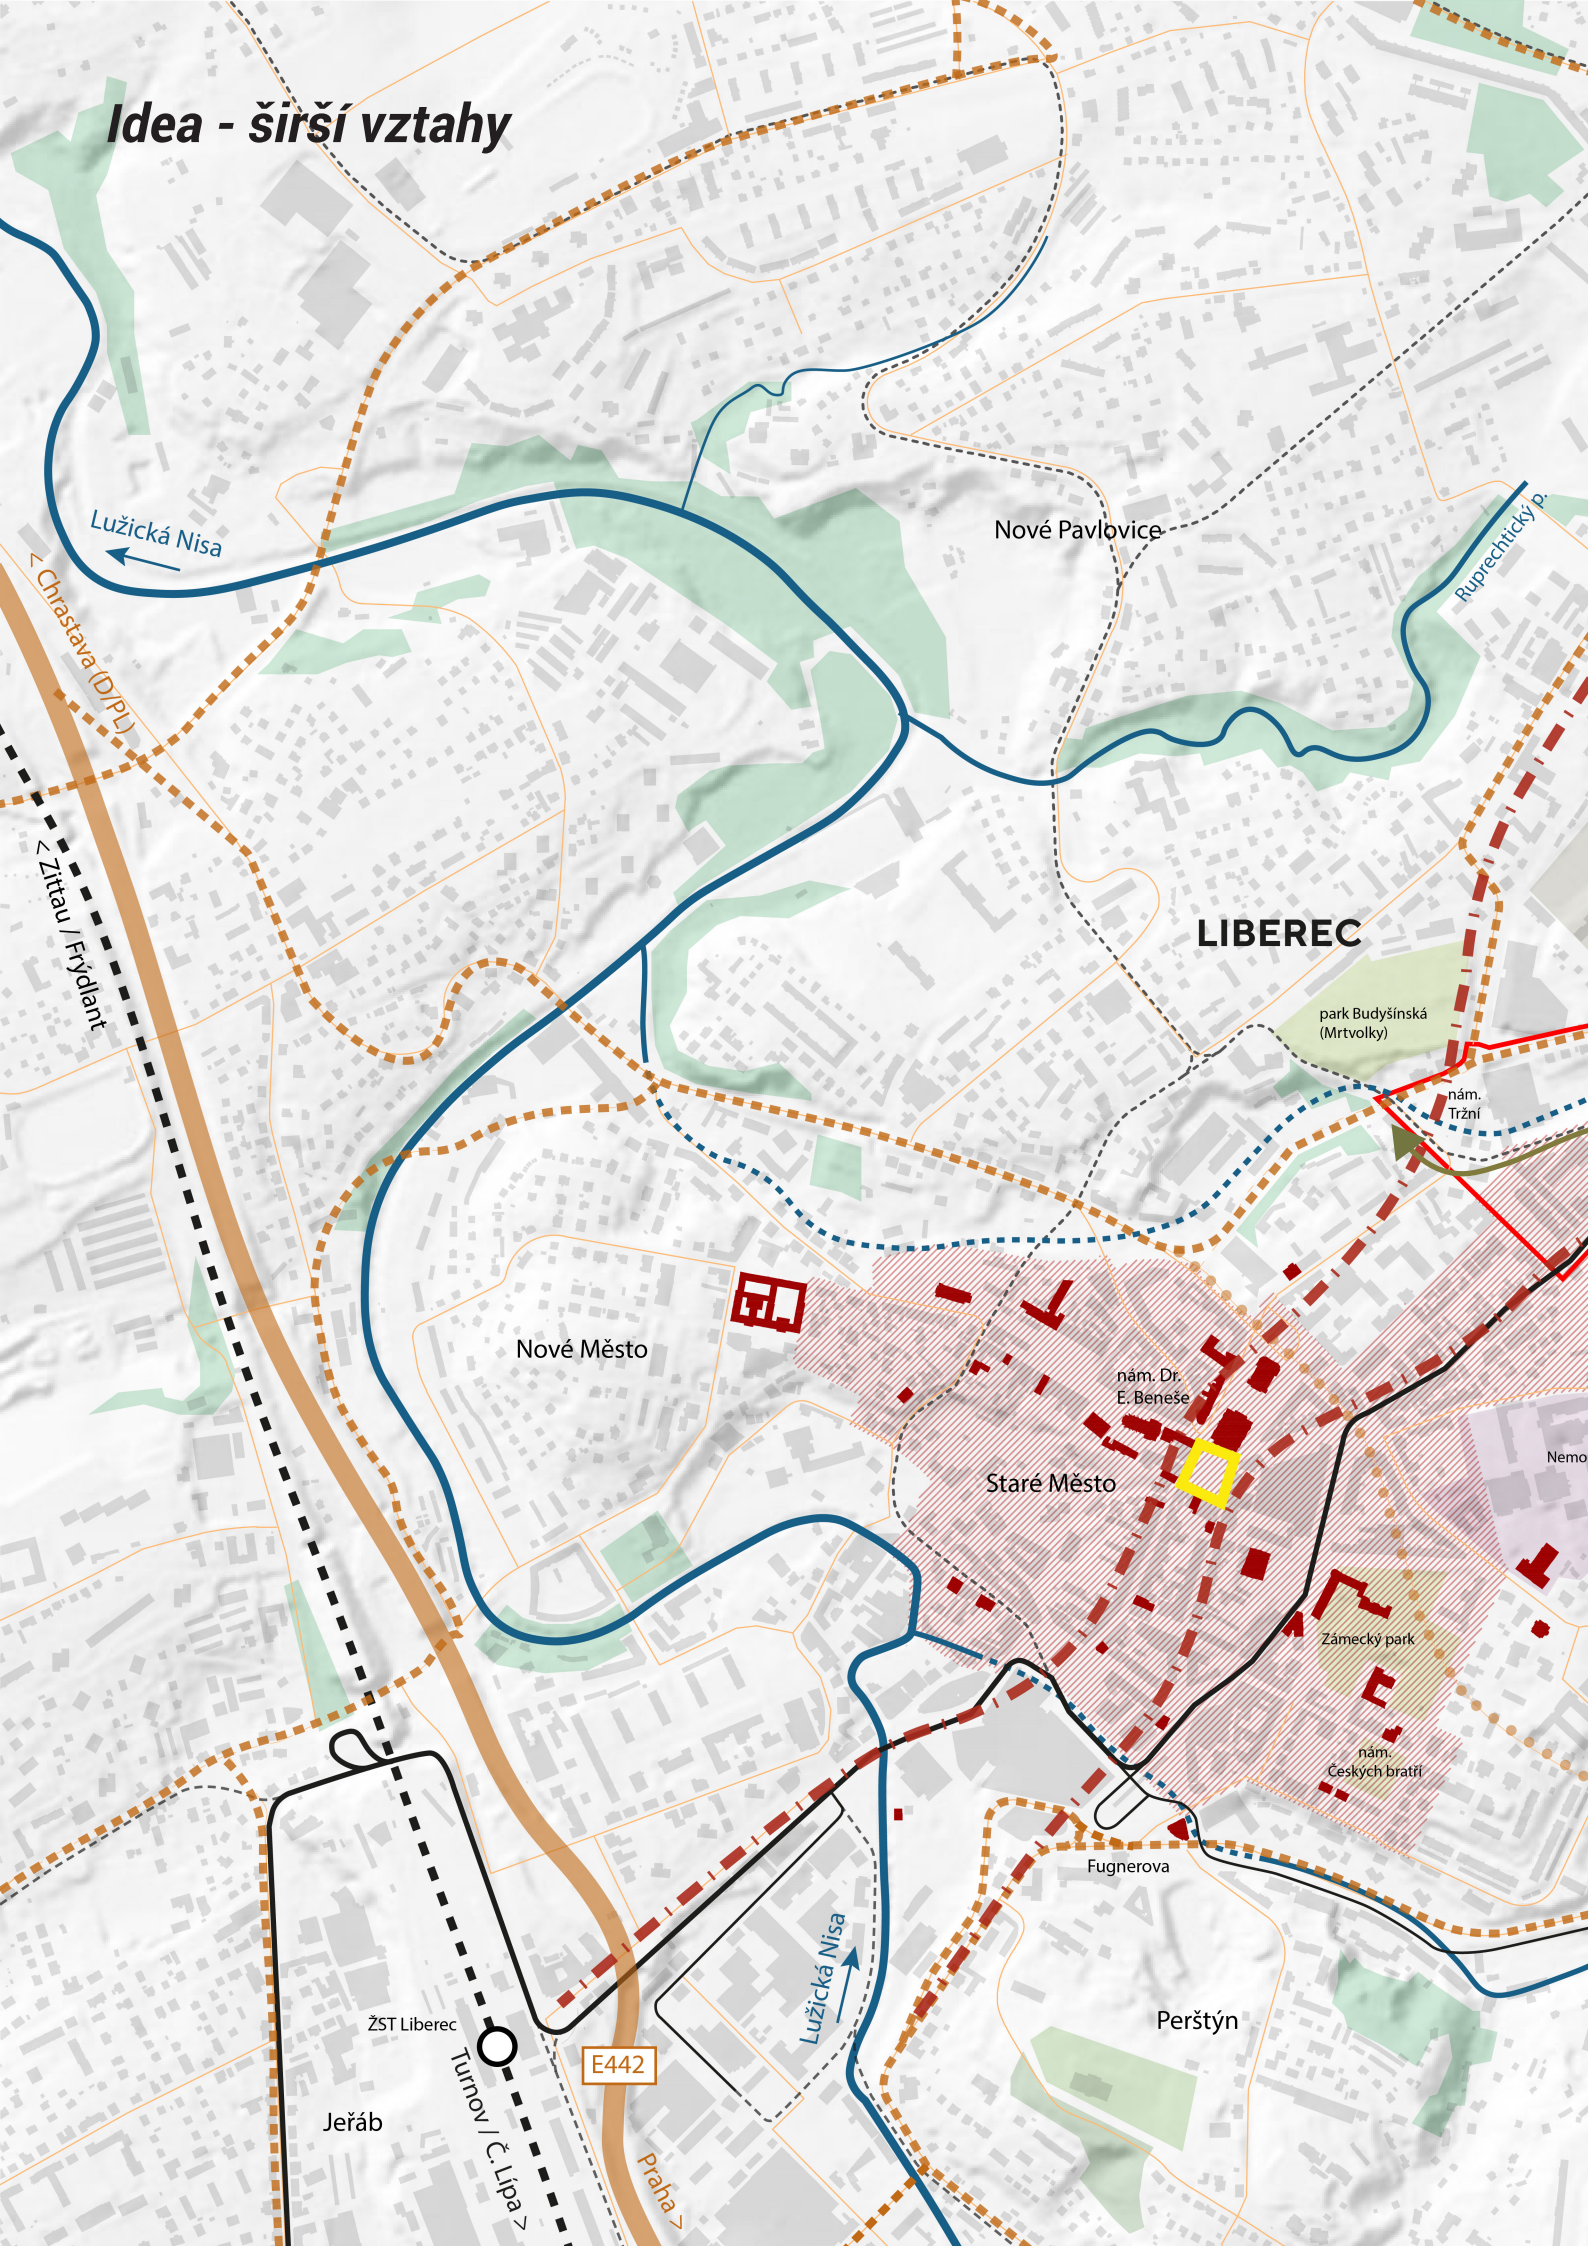 Idea - širší vztahy
Lužická Nisa
< Chrastava (D/PL)
Nové Pavlovice
Ruprechtický p.
< Zittau / Frýdlant
LIBEREC
park Budyšínská
(Mrtvolky)
nám.
Tržní
Nové Město
nám. Dr.
E. Beneše
Staré Město
Nemo
Zámecký park
nám.
Českých bratří
Fugnerova
Lužická Nisa
ŽST Liberec
E442
Perštýn
Turnov / Č. Lípa >
Jeřáb
Praha >